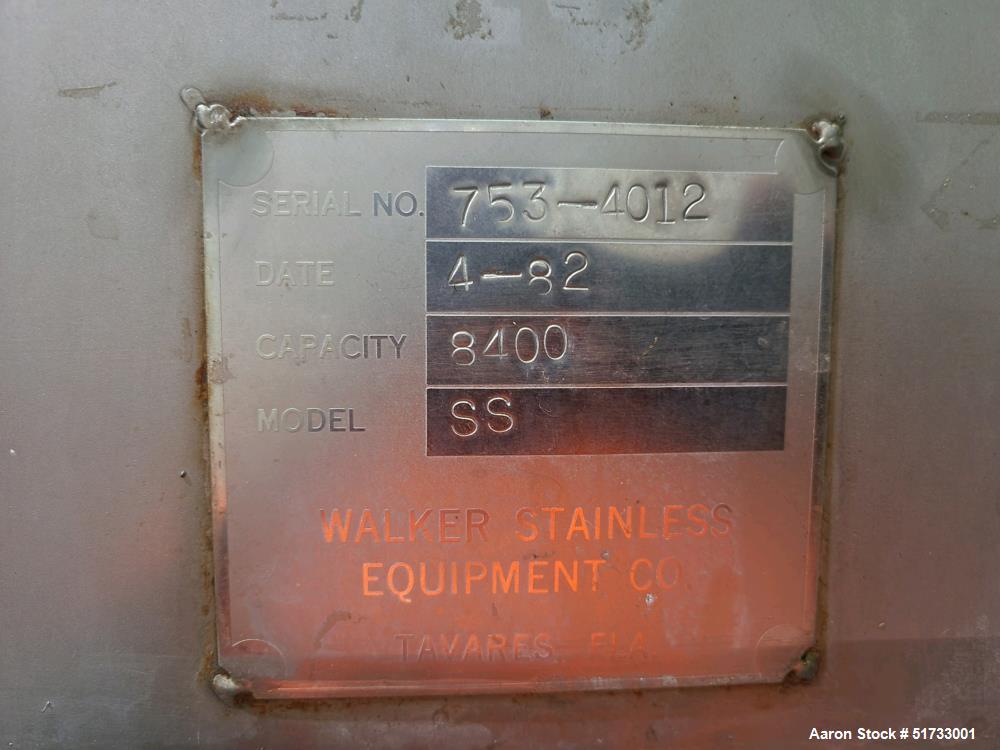 SERIAL NO. 753-4012
DATE 4-82
CAPACITY 8400
MODEL SS
WALKER STAINLESS
EQUIPMENT CO.
TAVARES, FLA.
Aaron Stock # 51733001